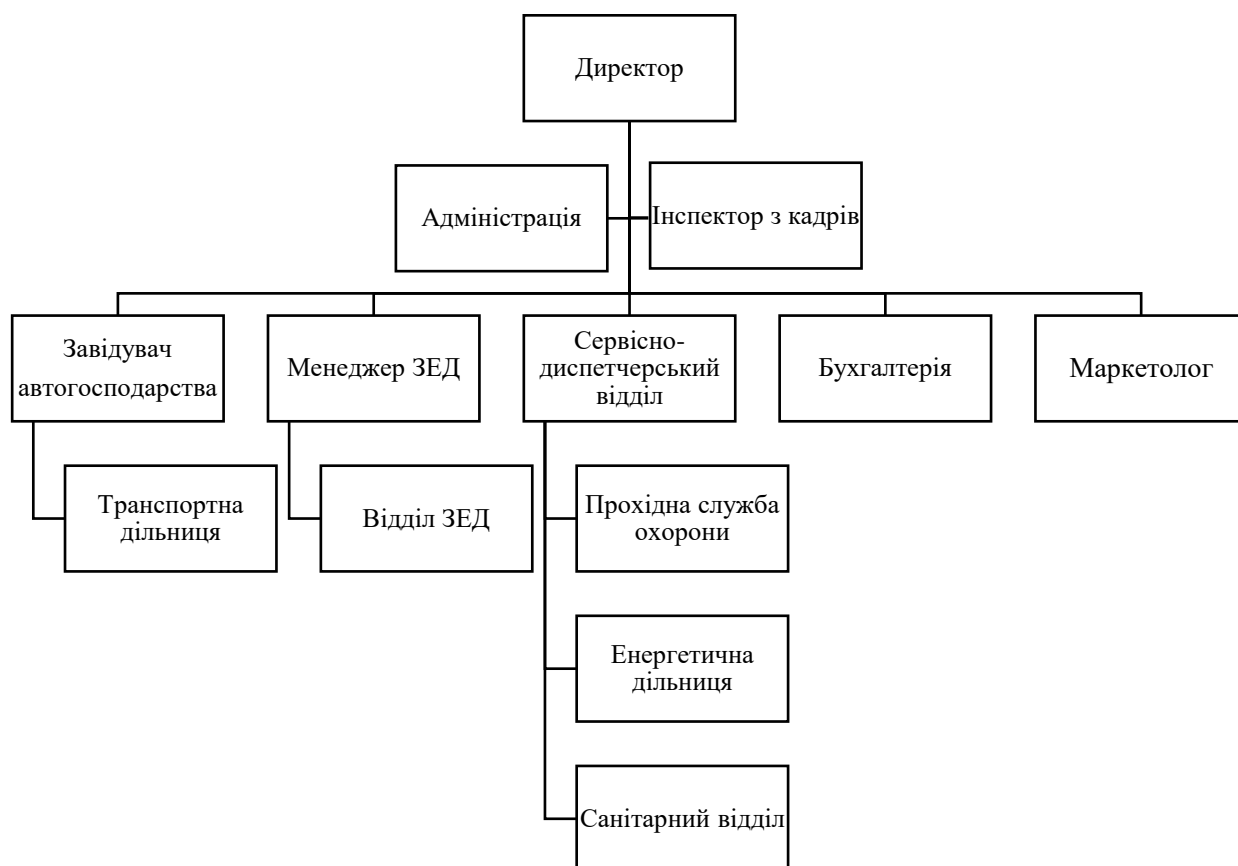 Директор
Адміністрація
Інспектор з кадрів
Завідувач
автогосподарства
Менеджер ЗЕД
Сервісно-
диспетчерський
відділ
Бухгалтерія
Маркетолог
Транспортна
дільниця
Відділ ЗЕД
Прохідна служба
охорони
Енергетична
дільниця
Санітарний відділ